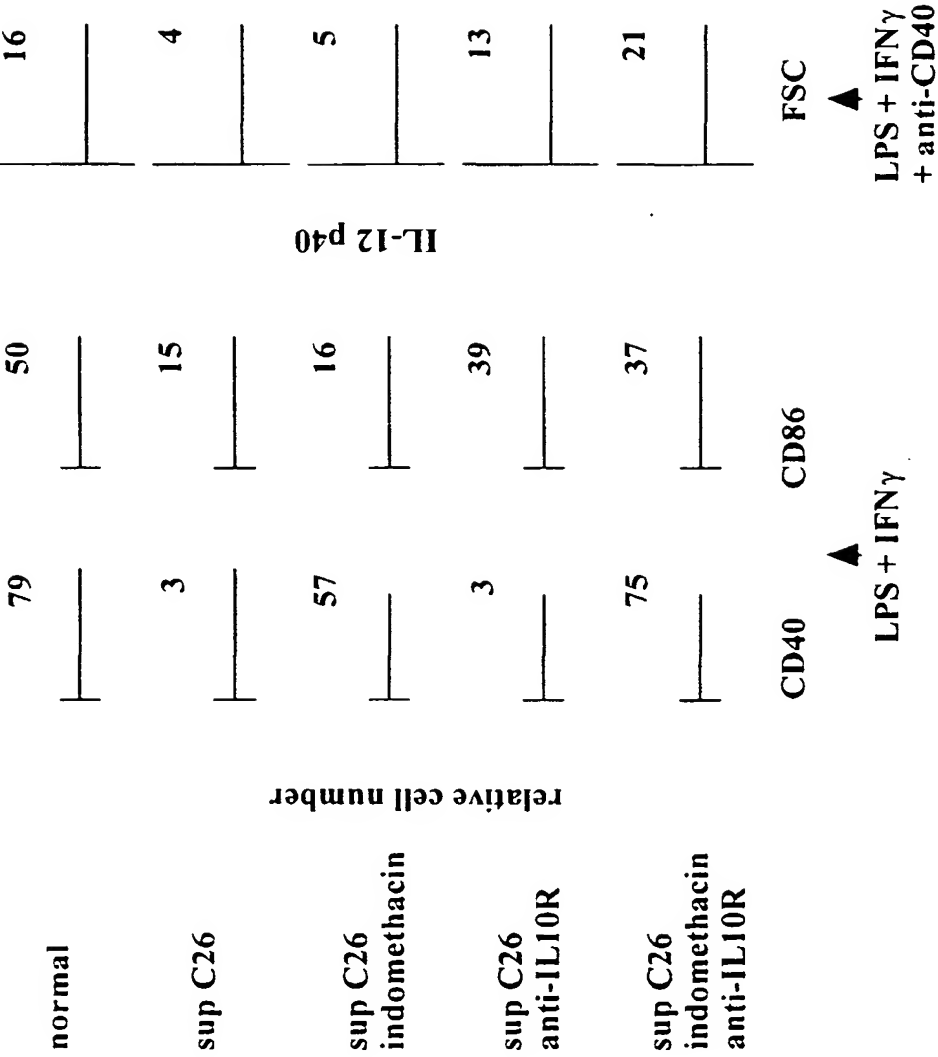 normal
79
50
16
sup C26
3
15
4
sup C26
indomethacin
57
16
5
sup C26
anti-IL10R
3
39
13
sup C26
indomethacin
anti-IL10R
75
37
21
relative cell number
IL-12 p40
CD40
CD86
FSC
LPS + IFNγ
LPS + IFNγ
+ anti-CD40